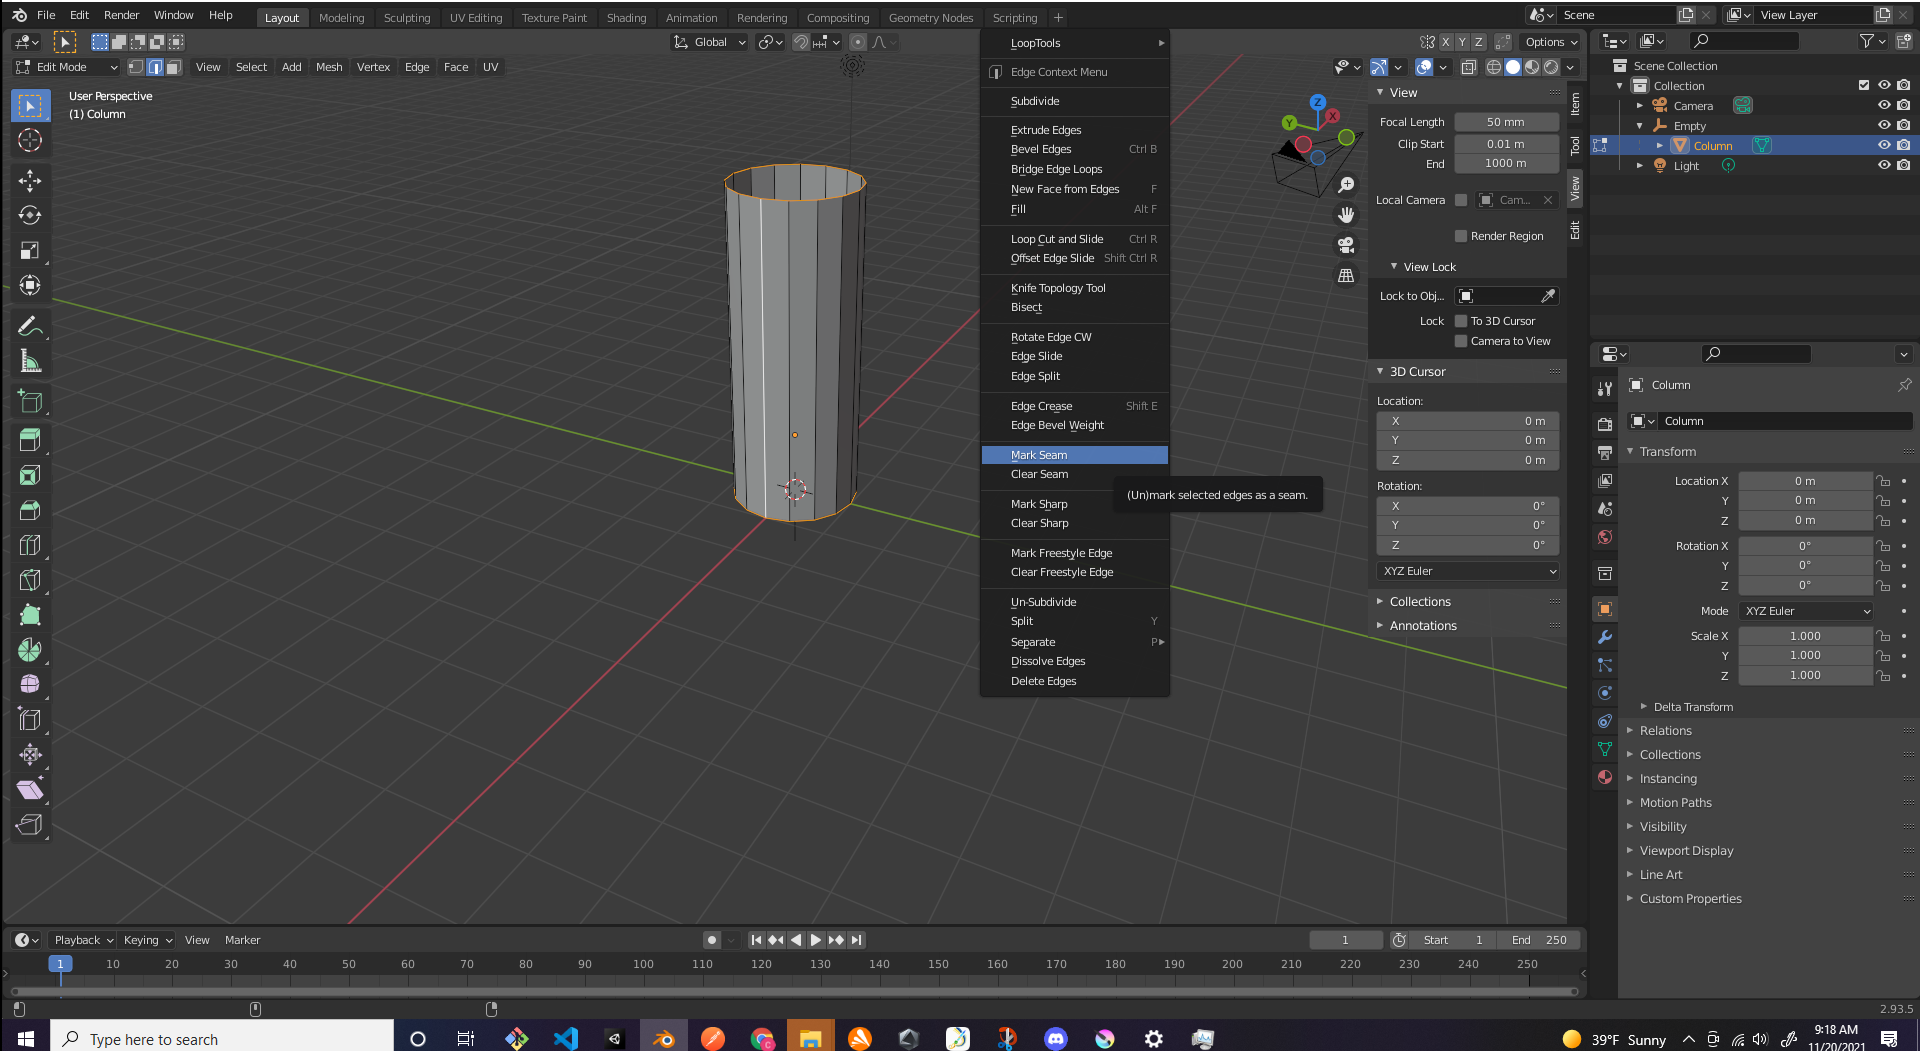 File Edit Render Window Help Layout Modeling Sculpting UV Editing Texture Paint Shading Animation Rendering Compositing Geometry Nodes Scripting + Scene View Layer
Global X Y Z Options
Edit Mode View Select Add Mesh Vertex Edge Face UV
User Perspective
(1) Column
LoopTools
Edge Context Menu
Subdivide
Extrude Edges
Bevel Edges Ctrl B
Bridge Edge Loops
New Face from Edges F
Fill Alt F
Loop Cut and Slide Ctrl R
Offset Edge Slide Shift Ctrl R
Knife Topology Tool
Bisect
Rotate Edge CW
Edge Slide
Edge Split
Edge Crease Shift E
Edge Bevel Weight
Mark Seam
Clear Seam
(Un)mark selected edges as a seam.
Mark Sharp
Clear Sharp
Mark Freestyle Edge
Clear Freestyle Edge
Un-Subdivide
Split Y
Separate P
Dissolve Edges
Delete Edges
Z
Y
X
View
Focal Length 50 mm
Clip Start 0.01 m
End 1000 m
Local Camera Cam...
Render Region
View Lock
Lock to Obj...
Lock To 3D Cursor
Camera to View
3D Cursor
Location:
X 0 m
Y 0 m
Z 0 m
Rotation:
X 0°
Y 0°
Z 0°
XYZ Euler
Collections
Annotations
Item
Tool
View
Edit
Scene Collection
Collection
Camera
Empty
Column
Light
Column
Column
Transform
Location X 0 m
Y 0 m
Z 0 m
Rotation X 0°
Y 0°
Z 0°
Mode XYZ Euler
Scale X 1.000
Y 1.000
Z 1.000
Delta Transform
Relations
Collections
Instancing
Motion Paths
Visibility
Viewport Display
Line Art
Custom Properties
Playback Keying View Marker 1 Start 1 End 250
1 10 20 30 40 50 60 70 80 90 100 110 120 130 140 150 160 170 180 190 200 210 220 230 240 250
2.93.5
Type here to search
39°F Sunny
9:18 AM
11/20/2021